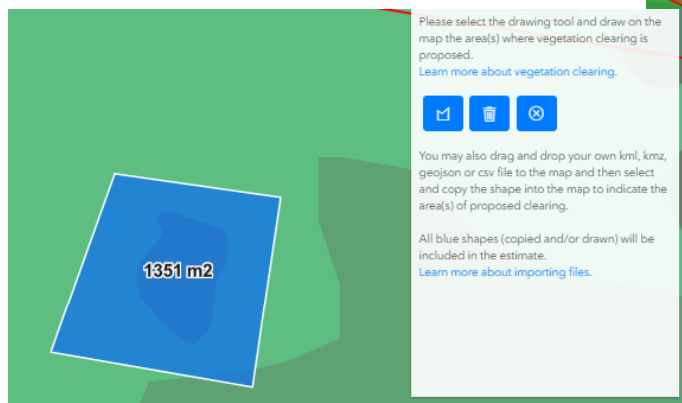 Please select the drawing tool and draw on the
map the area(s) where vegetation clearing is
proposed.
Learn more about vegetation clearing.
You may also drag and drop your own kml, kmz,
geojson or csv file to the map and then select
and copy the shape into the map to indicate the
area(s) of proposed clearing.
All blue shapes (copied and/or drawn) will be
included in the estimate.
Learn more about importing files.
1351 m2